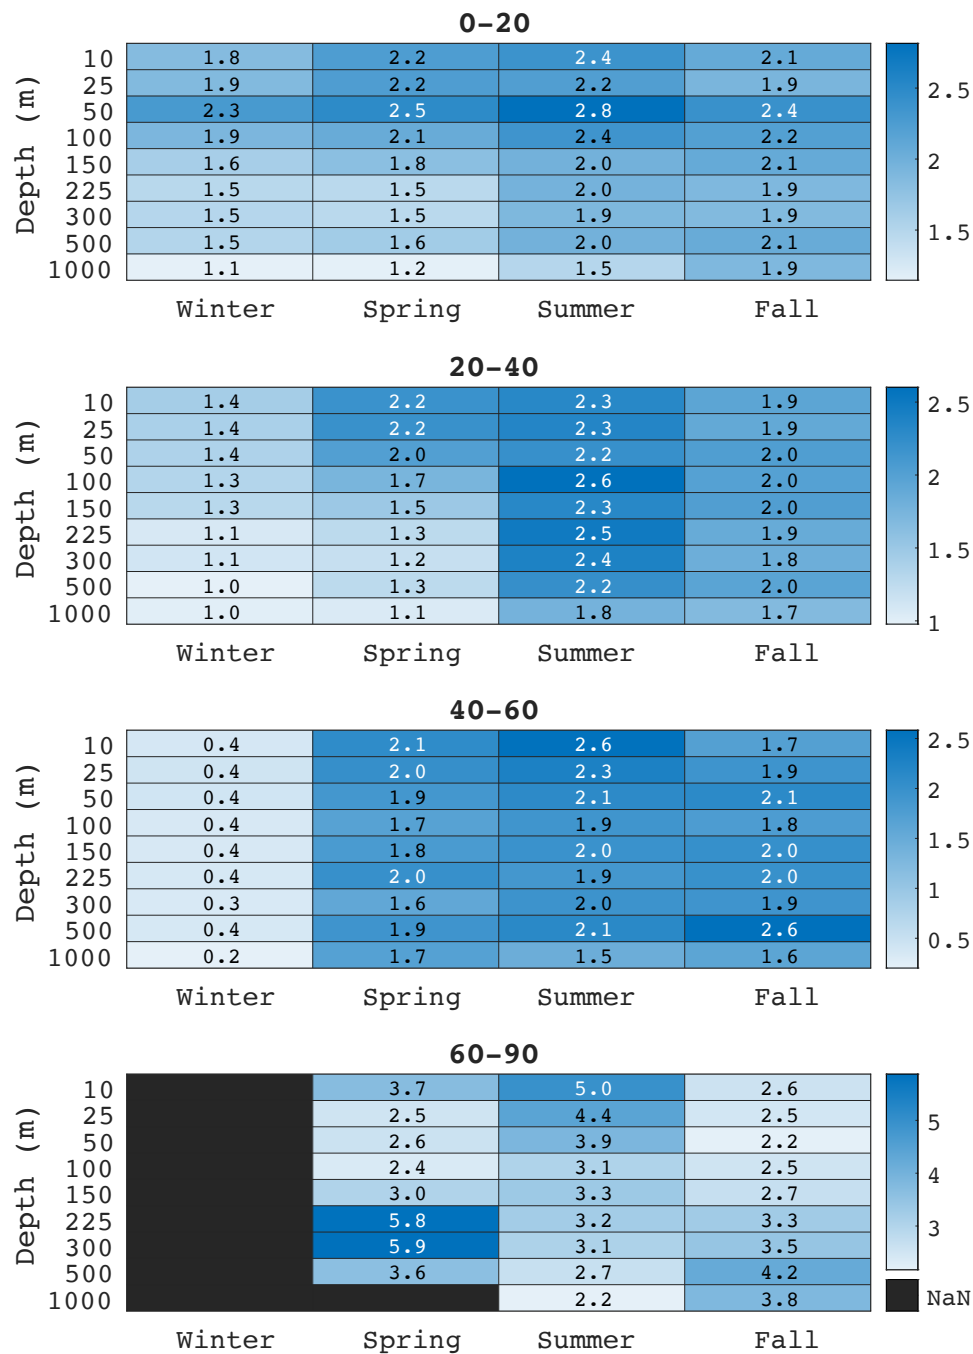 0–20
10 1.8 2.2 2.4 2.1
25 1.9 2.2 2.2 1.9 2.5
50 2.3 2.5 2.8 2.4
100 1.9 2.1 2.4 2.2
150 1.6 1.8 2.0 2.1 2
225 1.5 1.5 2.0 1.9
300 1.5 1.5 1.9 1.9
500 1.5 1.6 2.0 2.1 1.5
1000 1.1 1.2 1.5 1.9
Depth (m)
Winter Spring Summer Fall
20–40
10 1.4 2.2 2.3 1.9 2.5
25 1.4 2.2 2.3 1.9
50 1.4 2.0 2.2 2.0
100 1.3 1.7 2.6 2.0 2
150 1.3 1.5 2.3 2.0
225 1.1 1.3 2.5 1.9
300 1.1 1.2 2.4 1.8 1.5
500 1.0 1.3 2.2 2.0
1000 1.0 1.1 1.8 1.7 1
Depth (m)
Winter Spring Summer Fall
40–60
10 0.4 2.1 2.6 1.7 2.5
25 0.4 2.0 2.3 1.9
50 0.4 1.9 2.1 2.1 2
100 0.4 1.7 1.9 1.8
150 0.4 1.8 2.0 2.0 1.5
225 0.4 2.0 1.9 2.0
300 0.3 1.6 2.0 1.9 1
500 0.4 1.9 2.1 2.6 0.5
1000 0.2 1.7 1.5 1.6
Depth (m)
Winter Spring Summer Fall
60–90
10 3.7 5.0 2.6
25 2.5 4.4 2.5 5
50 2.6 3.9 2.2
100 2.4 3.1 2.5 4
150 3.0 3.3 2.7
225 5.8 3.2 3.3 3
300 5.9 3.1 3.5
500 3.6 2.7 4.2
1000 2.2 3.8 NaN
Depth (m)
Winter Spring Summer Fall